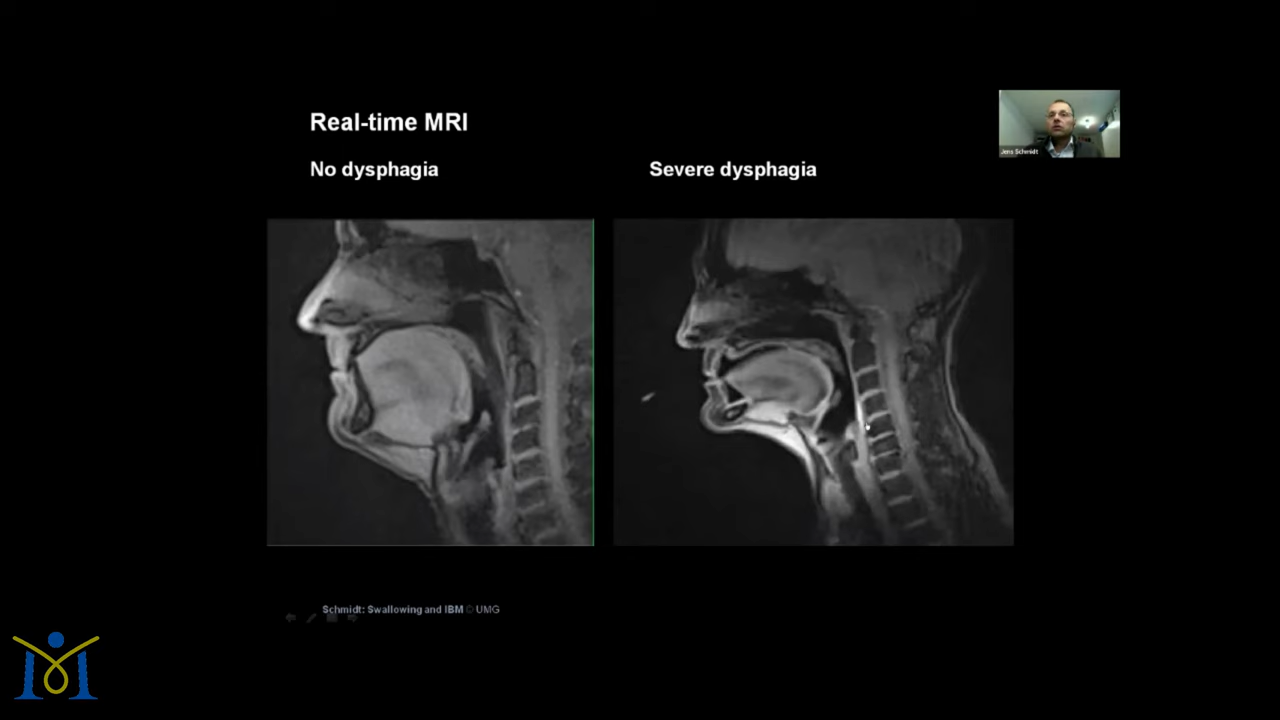 Real-time MRI
No dysphagia
Severe dysphagia
Jens Schmidt
Schmidt: Swallowing and IBM © UMG